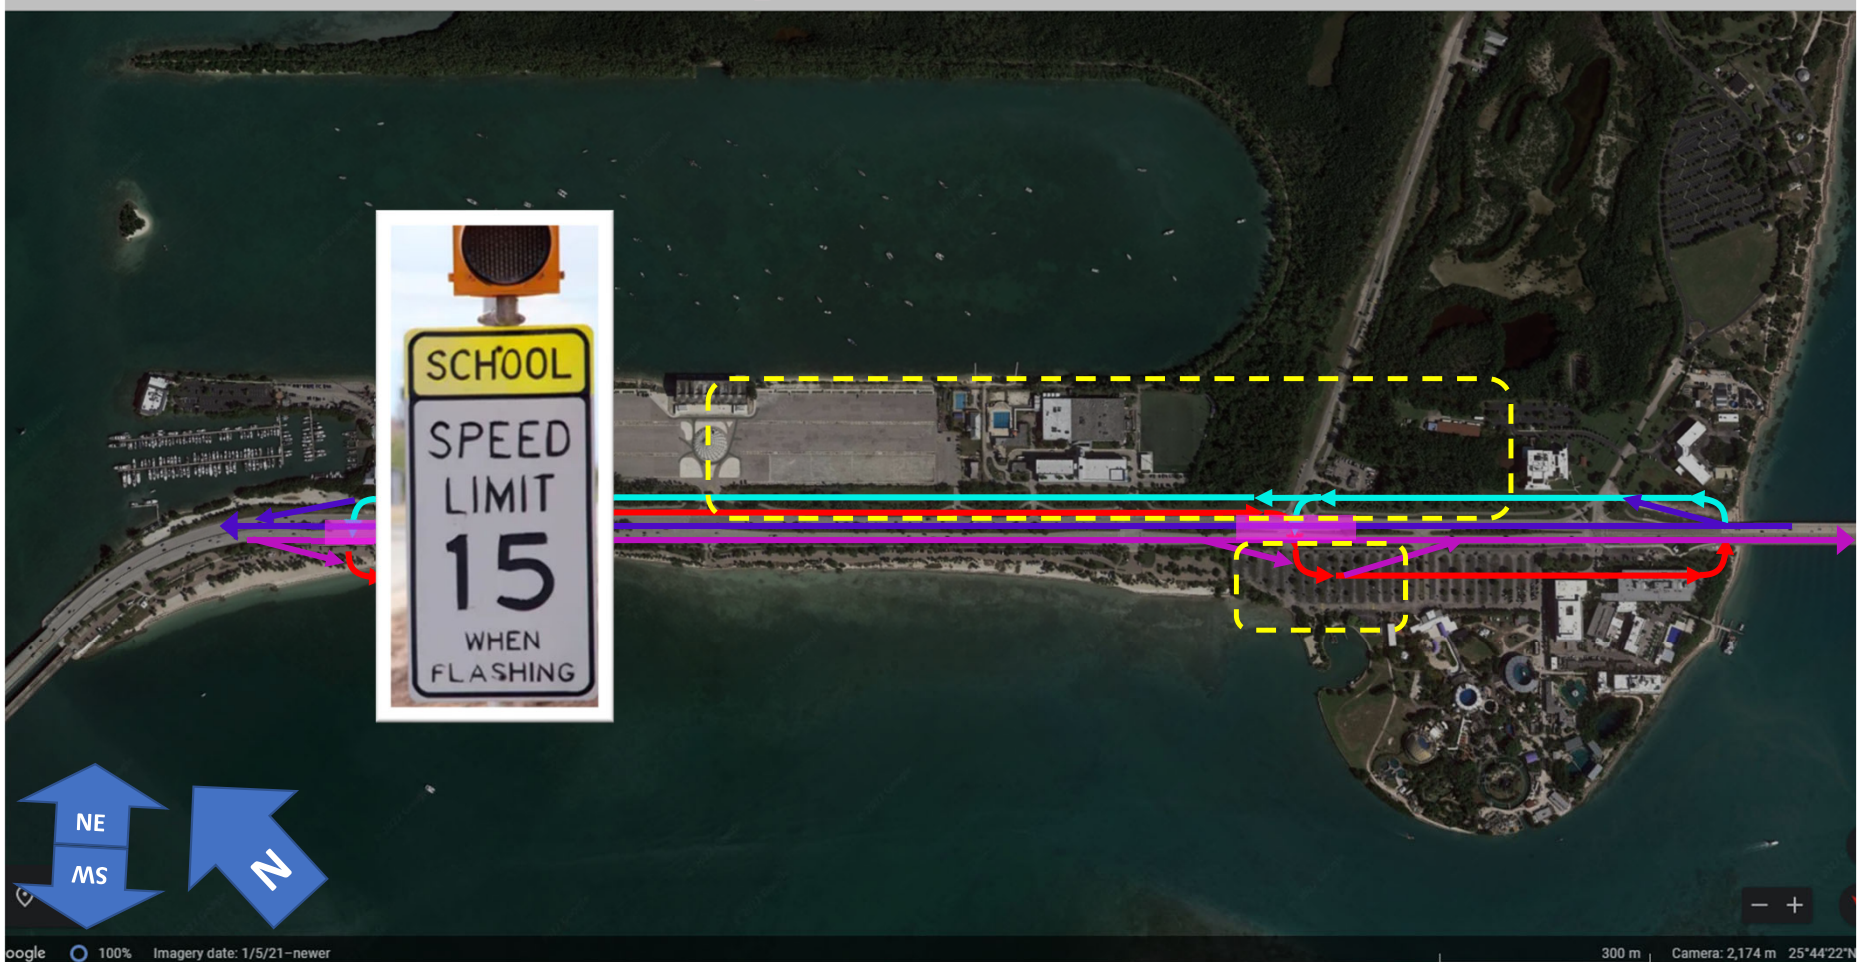 SCHOOL
SPEED
LIMIT
15
WHEN
FLASHING
NE
SW
N
oogle
100%
Imagery date: 1/5/21–newer
300 m
Camera: 2,174 m
25°44'22"N